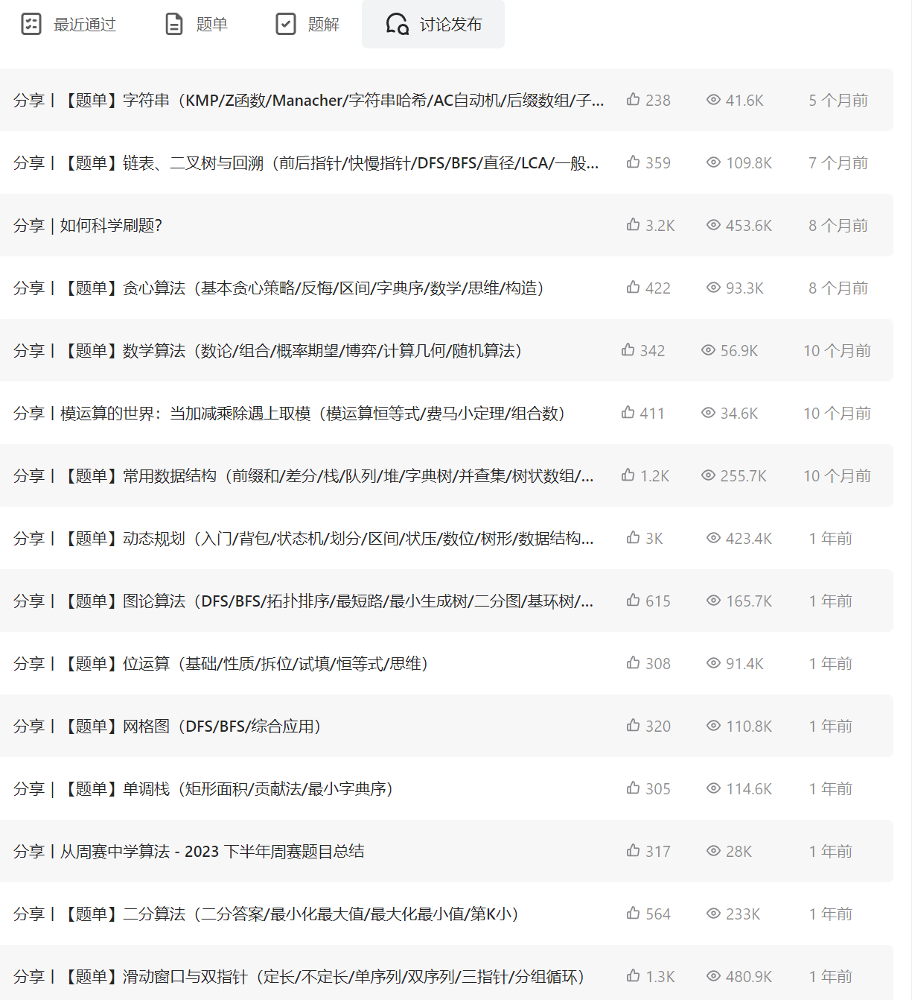 最近通过 题单 题解 讨论发布
分享丨【题单】字符串（KMP/Z函数/Manacher/字符串哈希/AC自动机/后缀数组/子... 238 41.6K 5 个月前
分享丨【题单】链表、二叉树与回溯（前后指针/快慢指针/DFS/BFS/直径/LCA/一般... 359 109.8K 7 个月前
分享 | 如何科学刷题？ 3.2K 453.6K 8 个月前
分享丨【题单】贪心算法（基本贪心策略/反悔/区间/字典序/数学/思维/构造） 422 93.3K 8 个月前
分享丨【题单】数学算法（数论/组合/概率期望/博弈/计算几何/随机算法） 342 56.9K 10 个月前
分享丨模运算的世界：当加减乘除遇上取模（模运算恒等式/费马小定理/组合数） 411 34.6K 10 个月前
分享丨【题单】常用数据结构（前缀和/差分/栈/队列/堆/字典树/并查集/树状数组/... 1.2K 255.7K 10 个月前
分享丨【题单】动态规划（入门/背包/状态机/划分/区间/状压/数位/树形/数据结构... 3K 423.4K 1 年前
分享丨【题单】图论算法（DFS/BFS/拓扑排序/最短路/最小生成树/二分图/基环树/... 615 165.7K 1 年前
分享丨【题单】位运算（基础/性质/拆位/试填/恒等式/思维） 308 91.4K 1 年前
分享丨【题单】网格图（DFS/BFS/综合应用） 320 110.8K 1 年前
分享 | 【题单】单调栈（矩形面积/贡献法/最小字典序） 305 114.6K 1 年前
分享丨从周赛中学算法 - 2023 下半年周赛题目总结 317 28K 1 年前
分享丨【题单】二分算法（二分答案/最小化最大值/最大化最小值/第K小） 564 233K 1 年前
分享丨【题单】滑动窗口与双指针（定长/不定长/单序列/双序列/三指针/分组循环） 1.3K 480.9K 1 年前